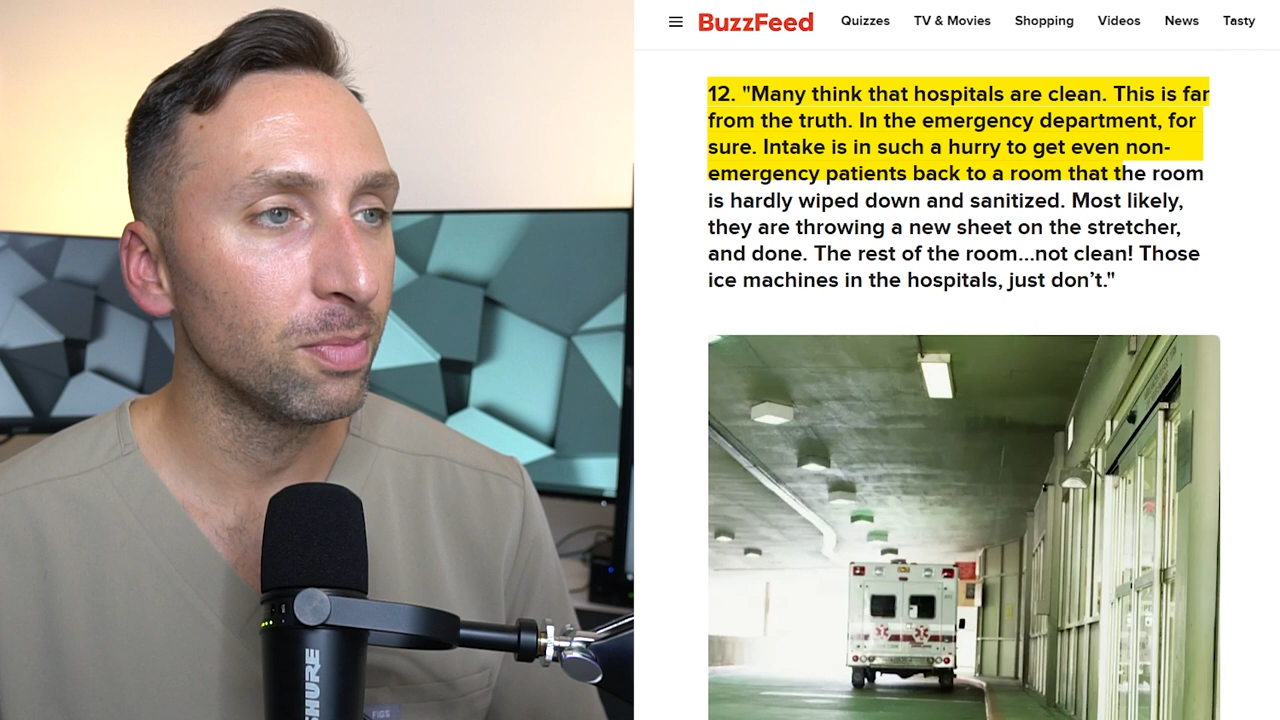 BuzzFeed Quizzes TV & Movies Shopping Videos News Tasty
12. "Many think that hospitals are clean. This is far
from the truth. In the emergency department, for
sure. Intake is in such a hurry to get even non-
emergency patients back to a room that the room
is hardly wiped down and sanitized. Most likely,
they are throwing a new sheet on the stretcher,
and done. The rest of the room...not clean! Those
ice machines in the hospitals, just don’t."
SHURE
FIGS